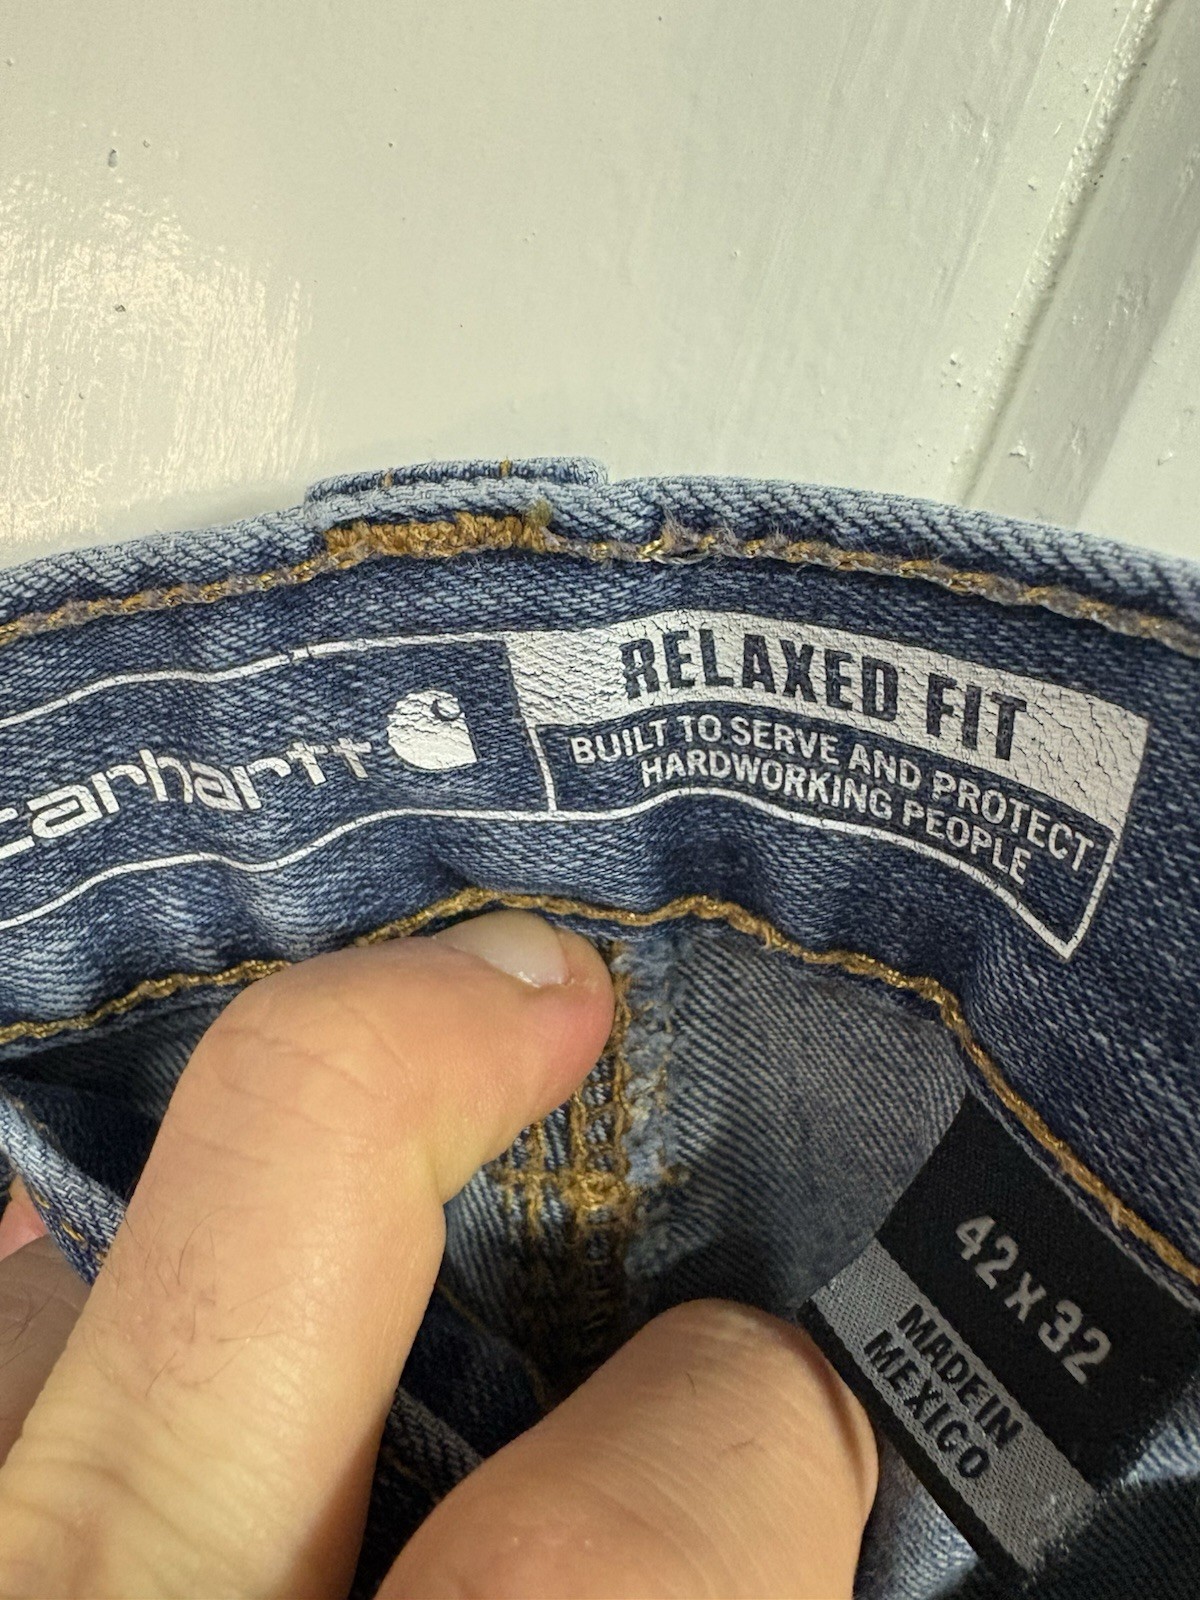 carhartt
RELAXED FIT
BUILT TO SERVE AND PROTECT
HARDWORKING PEOPLE
42 X 32
MADE IN
MEXICO